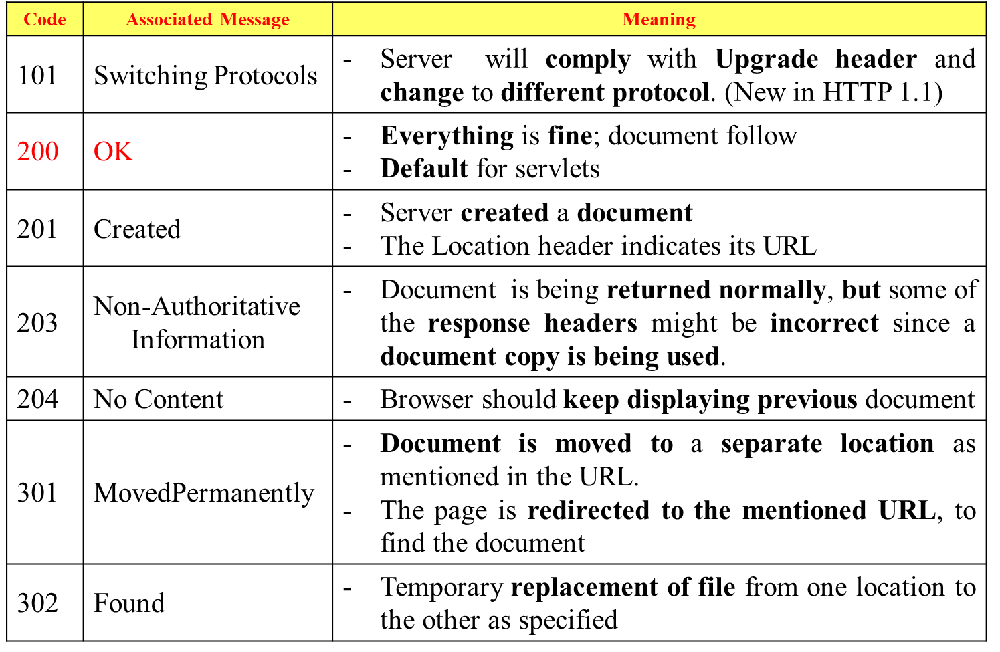 Code Associated Message Meaning
101 Switching Protocols - Server will comply with Upgrade header and
change to different protocol. (New in HTTP 1.1)
200 OK - Everything is fine; document follow
- Default for servlets
201 Created - Server created a document
- The Location header indicates its URL
203 Non-Authoritative
Information
- Document is being returned normally, but some of
the response headers might be incorrect since a
document copy is being used.
204 No Content - Browser should keep displaying previous document
301 MovedPermanently - Document is moved to a separate location as
mentioned in the URL.
- The page is redirected to the mentioned URL, to
find the document
302 Found - Temporary replacement of file from one location to
the other as specified